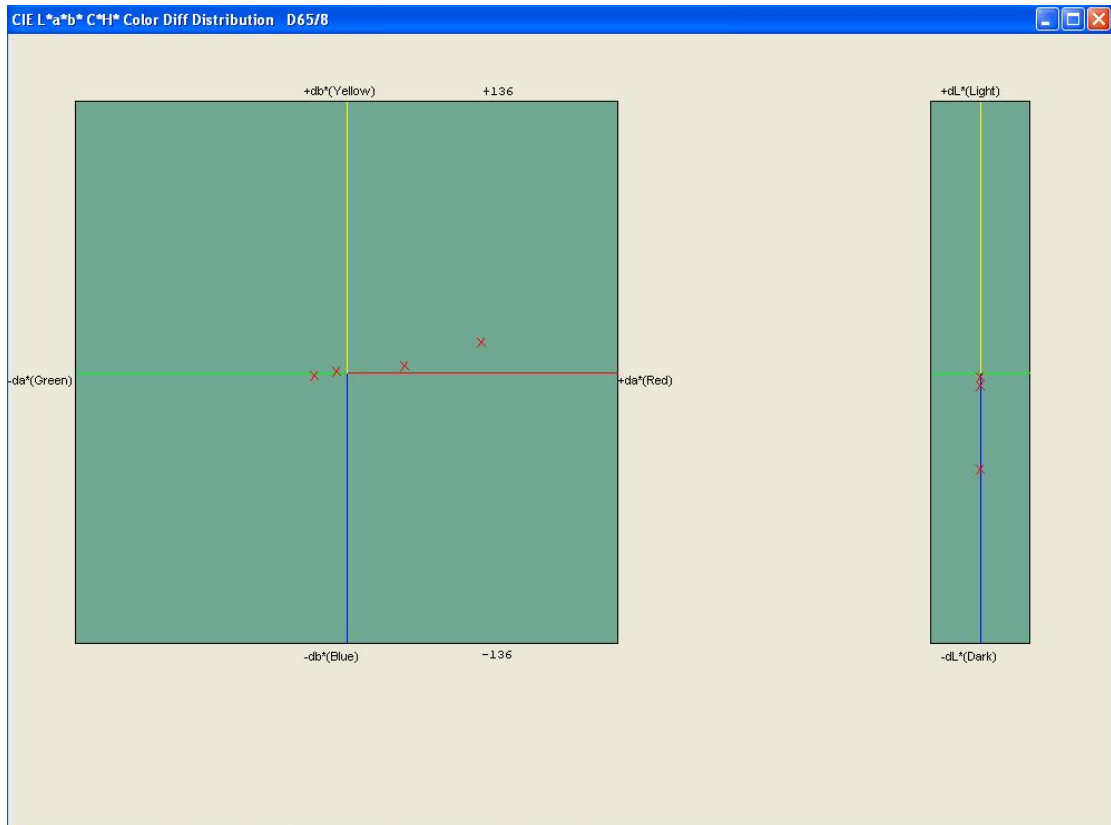 CIE L*a*b* C*H* Color Diff Distribution D65/8
+db*(Yellow) +136 +dL*(Light)
-da*(Green) +da*(Red)
-db*(Blue) -136 -dL*(Dark)